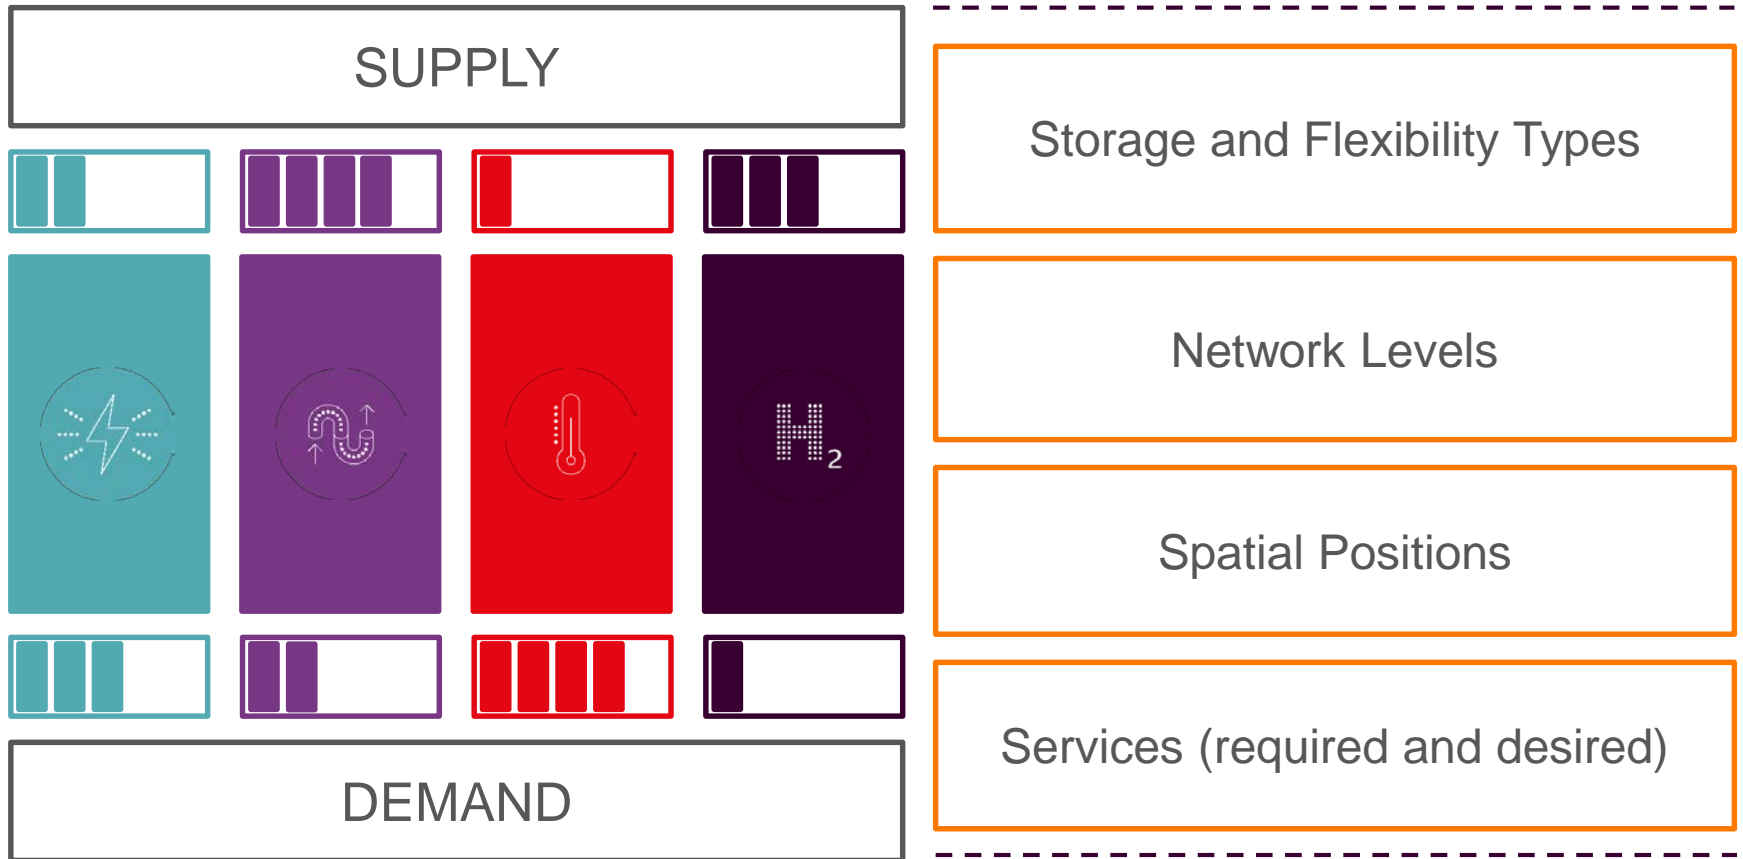 SUPPLY
Storage and Flexibility Types
Network Levels
H2
Spatial Positions
Services (required and desired)
DEMAND